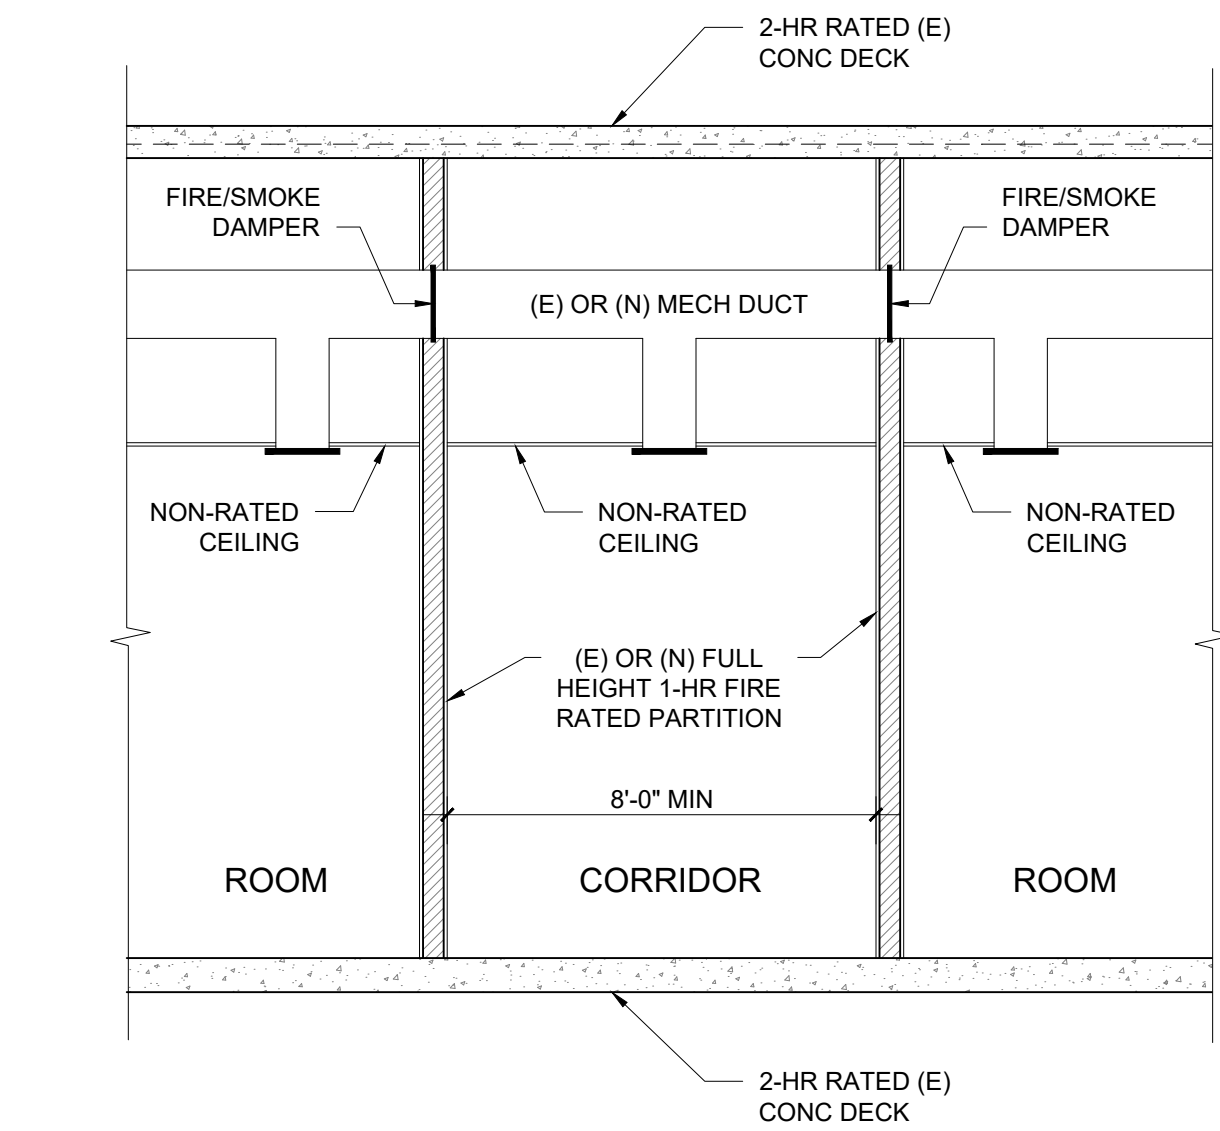 2-HR RATED (E)
CONC DECK
FIRE/SMOKE
DAMPER
FIRE/SMOKE
DAMPER
(E) OR (N) MECH DUCT
NON-RATED
CEILING
NON-RATED
CEILING
NON-RATED
CEILING
(E) OR (N) FULL
HEIGHT 1-HR FIRE
RATED PARTITION
8'-0" MIN
ROOM
CORRIDOR
ROOM
2-HR RATED (E)
CONC DECK